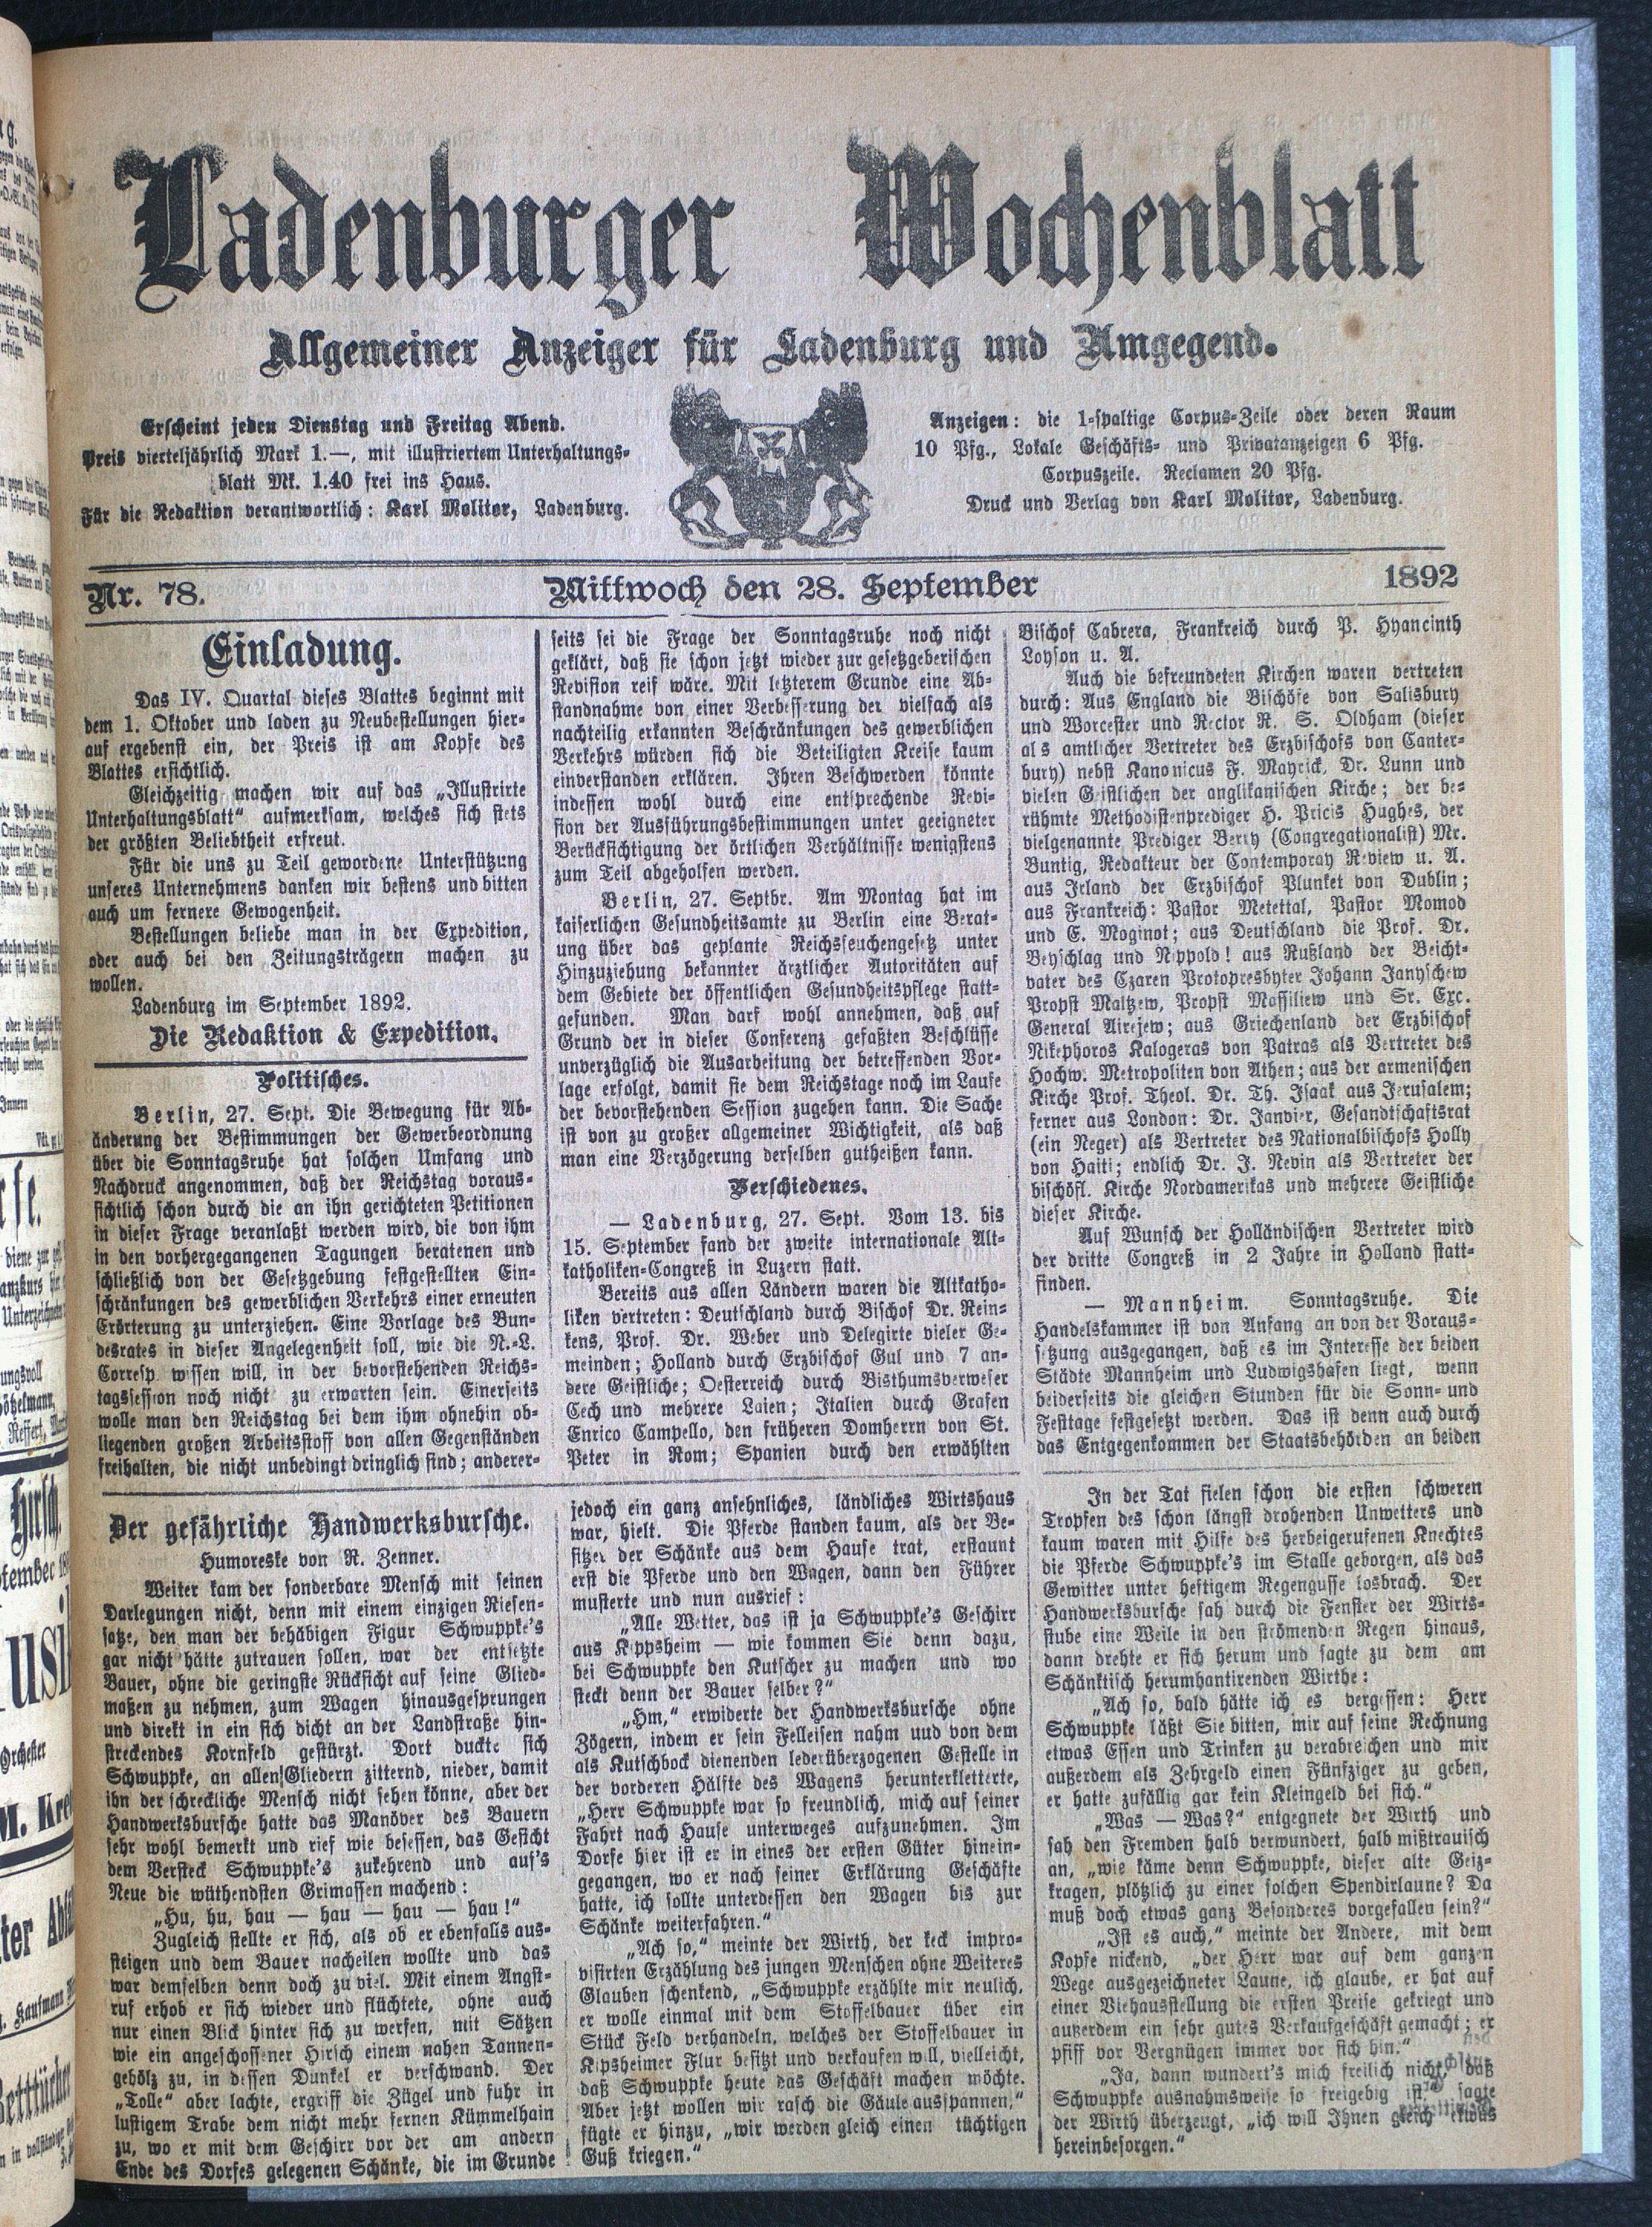 Ladenburger Wochenblatt
Allgemeiner Anzeiger für Ladenburg und Umgegend.
Erscheint jeden Dienstag und Freitag Abend.
Preis vierteljährlich Mark 1.—, mit illustriertem Unterhaltungs-
blatt Mk. 1.40 frei ins Haus.
Für die Redaktion verantwortlich: Karl Molitor, Ladenburg.
Anzeigen: die 1-spaltige Corpus-Zeile oder deren Raum
10 Pfg., Lokale Geschäfts- und Privatanzeigen 6 Pfg.
Corpuszeile. Reclamen 20 Pfg.
Druck und Verlag von Karl Molitor, Ladenburg.
Nr. 78.
Mittwoch den 28. September
1892
Einladung.
Das IV. Quartal dieses Blattes beginnt mit
dem 1. Oktober und laden zu Neubestellungen hier-
auf ergebenst ein, der Preis ist am Kopfe des
Blattes ersichtlich.
Gleichzeitig machen wir auf das „Illustrirte
Unterhaltungsblatt“ aufmerksam, welches sich stets
der größten Beliebtheit erfreut.
Für die uns zu Teil gewordene Unterstützung
unseres Unternehmens danken wir bestens und bitten
auch um fernere Gewogenheit.
Bestellungen beliebe man in der Expedition,
oder auch bei den Zeitungsträgern machen zu
wollen.
Ladenburg im September 1892.
Die Redaktion & Expedition.
Politisches.
Berlin, 27. Sept. Die Bewegung für Ab-
änderung der Bestimmungen der Gewerbeordnung
über die Sonntagsruhe hat solchen Umfang und
Nachdruck angenommen, daß der Reichstag voraus-
sichtlich schon durch die an ihn gerichteten Petitionen
in dieser Frage veranlaßt werden wird, die von ihm
in den vorhergegangenen Tagungen beratenen und
schließlich von der Gesetzgebung festgestellten Ein-
schränkungen des gewerblichen Verkehrs einer erneuten
Erörterung zu unterziehen. Eine Vorlage des Bun-
desrates in dieser Angelegenheit soll, wie die N.-L.
Corresp. wissen will, in der bevorstehenden Reichs-
tagssession noch nicht zu erwarten sein. Einerseits
wolle man den Reichstag bei dem ihm ohnehin ob-
liegenden großen Arbeitsstoff von allen Gegenständen
freihalten, die nicht unbedingt dringlich sind; anderer-
seits sei die Frage der Sonntagsruhe noch nicht
geklärt, daß sie schon jetzt wieder zur gesetzgeberischen
Revision reif wäre. Mit letzterem Grunde eine Ab-
standnahme von einer Verbesserung der vielfach als
nachteilig erkannten Beschränkungen des gewerblichen
Verkehrs würden sich die Beteiligten Kreise kaum
einverstanden erklären. Ihren Beschwerden könnte
indessen wohl durch eine entsprechende Revi-
sion der Ausführungsbestimmungen unter geeigneter
Berücksichtigung der örtlichen Verhältnisse wenigstens
zum Teil abgeholfen werden.
Berlin, 27. Septbr. Am Montag hat im
kaiserlichen Gesundheitsamte zu Berlin eine Berat-
ung über das geplante Reichsseuchengesetz unter
Hinzuziehung bekannter ärztlicher Autoritäten auf
dem Gebiete der öffentlichen Gesundheitspflege statt-
gefunden. Man darf wohl annehmen, daß auf
Grund der in dieser Conferenz gefaßten Beschlüsse
unverzüglich die Ausarbeitung der betreffenden Vor-
lage erfolgt, damit sie dem Reichstage noch im Laufe
der bevorstehenden Session zugehen kann. Die Sache
ist von zu großer allgemeiner Wichtigkeit, als daß
man eine Verzögerung derselben gutheißen kann.
Verschiedenes.
— Ladenburg, 27. Sept. Vom 13. bis
15. September fand der zweite internationale Alt-
katholiken-Congreß in Luzern statt.
Bereits aus allen Ländern waren die Altkatho-
liken vertreten: Deutschland durch Bischof Dr. Rein-
kens, Prof. Dr. Weber und Delegirte vieler Ge-
meinden; Holland durch Erzbischof Gul und 7 an-
dere Geistliche; Oesterreich durch Bisthumsverweser
Cech und mehrere Laien; Italien durch Grafen
Enrico Campello, den früheren Domherrn von St.
Peter in Rom; Spanien durch den erwählten
Bischof Cabrera, Frankreich durch P. Hyancinth
Loyson u. A.
Auch die befreundeten Kirchen waren vertreten
durch: Aus England die Bischöfe von Salisbury
und Worcester und Rector R. S. Oldham (dieser
als amtlicher Vertreter des Erzbischofs von Canter-
bury) nebst Kanonicus F. Mayrick, Dr. Lunn und
vielen Geistlichen der anglikanischen Kirche; der be-
rühmte Methodistenprediger H. Pricis Hughes, der
vielgenannte Prediger Berry (Congregationalist) Mr.
Buntig, Redakteur der Contemporay Review u. A.
aus Irland der Erzbischof Plunket von Dublin;
aus Frankreich: Pastor Metettal, Pastor Momod
und E. Moginot; aus Deutschland die Prof. Dr.
Beyschlag und Nippold! aus Rußland der Beicht-
vater des Czaren Protopresbyter Johann Janyschew
Propst Maltzew, Propst Massiliew und Sr. Exc.
General Airejew; aus Griechenland der Erzbischof
Nikephoros Kalogeras von Patras als Vertreter des
Hochw. Metropoliten von Athen; aus der armenischen
Kirche Prof. Theol. Dr. Th. Isaak aus Jerusalem;
ferner aus London: Dr. Jandier, Gesandtschaftsrat
(ein Neger) als Vertreter des Nationalbischofs Holly
von Haiti; endlich Dr. J. Nevin als Vertreter der
bischöfl. Kirche Nordamerikas und mehrere Geistliche
dieser Kirche.
Auf Wunsch der Holländischen Vertreter wird
der dritte Congreß in 2 Jahre in Holland statt-
finden.
— Mannheim. Sonntagsruhe. Die
Handelskammer ist von Anfang an von der Voraus-
setzung ausgegangen, daß es im Interesse der beiden
Städte Mannheim und Ludwigshafen liegt, wenn
beiderseits die gleichen Stunden für die Sonn- und
Festtage festgesetzt werden. Das ist denn auch durch
das Entgegenkommen der Staatsbehörden an beiden
Der gefährliche Handwerksbursche.
Humoreske von R. Zenner.
Weiter kam der sonderbare Mensch mit seinen
Darlegungen nicht, denn mit einem einzigen Riesen-
satze, den man der behäbigen Figur Schwuppke's
gar nicht hätte zutrauen sollen, war der entsetzte
Bauer, ohne die geringste Rücksicht auf seine Glied-
maßen zu nehmen, zum Wagen hinausgesprungen
und direkt in ein sich dicht an der Landstraße hin-
streckendes Kornfeld gestürzt. Dort duckte sich
Schwuppke, an allen Gliedern zitternd, nieder, damit
ihn der schreckliche Mensch nicht sehen könne, aber der
Handwerksbursche hatte das Manöver des Bauern
sehr wohl bemerkt und rief wie besessen, das Gesicht
dem Versteck Schwuppke's zukehrend und auf's
Neue die wüthendsten Grimassen machend:
„Hu, hu, hau — hau — hau — hau!“
Zugleich stellte er sich, als ob er ebenfalls aus-
steigen und dem Bauer nacheilen wollte und das
war demselben denn doch zu viel. Mit einem Angst-
ruf erhob er sich wieder und flüchtete, ohne auch
nur einen Blick hinter sich zu werfen, mit Sätzen
wie ein angeschossener Hirsch einem nahen Tannen-
gehölz zu, in dessen Dunkel er verschwand. Der
„Tolle“ aber lachte, ergriff die Zügel und fuhr in
lustigem Trabe dem nicht mehr fernen Kümmelhain
zu, wo er mit dem Geschirr vor der am andern
Ende des Dorfes gelegenen Schänke, die im Grunde
jedoch ein ganz ansehnliches, ländliches Wirtshaus
war, hielt. Die Pferde standen kaum, als der Be-
sitzer der Schänke aus dem Hause trat, erstaunt
erst die Pferde und den Wagen, dann den Führer
musterte und nun ausrief:
„Alle Wetter, das ist ja Schwuppke's Geschirr
aus Kippsheim — wie kommen Sie denn dazu,
bei Schwuppke den Kutscher zu machen und wo
steckt denn der Bauer selber?“
„Hm,“ erwiderte der Handwerksbursche ohne
Zögern, indem er sein Felleisen nahm uud von dem
als Kutschbock dienenden lederüberzogenen Gestelle in
der vorderen Hälfte des Wagens herunterkletterte,
„Herr Schwuppke war so freundlich, mich auf seiner
Fahrt nach Hause unterweges aufzunehmen. Im
Dorfe hier ist er in eines der ersten Güter hinein-
gegangen, wo er nach seiner Erklärung Geschäfte
hatte, ich sollte unterdessen den Wagen bis zur
Schänke weiterfahren.“
„Ach so,“ meinte der Wirth, der keck impro-
visirten Erzählung des jungen Menschen ohne Weiteres
Glauben schenkend, „Schwuppke erzählte mir neulich,
er wolle einmal mit dem Stoffelbauer über ein
Stück Feld verhandeln, welches der Stoffelbauer in
Kipsheimer Flur besitzt und verkaufen will, vielleicht,
daß Schwuppke heute das Geschäft machen möchte.
Aber jetzt wollen wir rasch die Gäule ausspannen,“
fügte er hinzu, „wir werden gleich einen tüchtigen
Guß kriegen.“
In der Tat fielen schon die ersten schweren
Tropfen des schon längst drohenden Unwetters und
kaum waren mit Hilfe des herbeigerufenen Knechtes
die Pferde Schwuppke's im Stalle geborgen, als das
Gewitter unter heftigem Regengusse losbrach. Der
Handwerksbursche sah durch die Fenster der Wirts-
stube eine Weile in den strömenden Regen hinaus,
dann drehte er sich herum und sagte zu dem am
Schänktisch herumhantirenden Wirthe:
„Ach so, bald hätte ich es vergessen: Herr
Schwuppke läßt Sie bitten, mir auf seine Rechnung
etwas Essen und Trinken zu verabreichen und mir
außerdem als Zehrgeld einen Fünfziger zu geben,
er hatte zufällig gar kein Kleingeld bei sich.“
„Was — Was?“ entgegnete der Wirth und
sah den Fremden halb verwundert, halb mißtrauisch
an, „wie käme denn Schwuppke, dieser alte Geiz-
kragen, plötzlich zu einer solchen Spendirlaune? Da
muß doch etwas ganz Besonderes vorgefallen sein?“
„Ist es auch,“ meinte der Andere, mit dem
Kopfe nickend, „der Herr war auf dem ganzen
Wege ausgezeichneter Laune, ich glaube, er hat auf
einer Viehausstellung die ersten Preise gekriegt und
außerdem ein sehr gutes Verkaufgeschäft gemacht; er
pfiff vor Vergnügen immer vor sich hin.“
„Ja, dann wundert's mich freilich nicht, daß
Schwuppke ausnahmsweise so freigebig ist,“ sagte
der Wirth überzeugt, „ich will Ihnen gleich etwas
hereinbesorgen.“